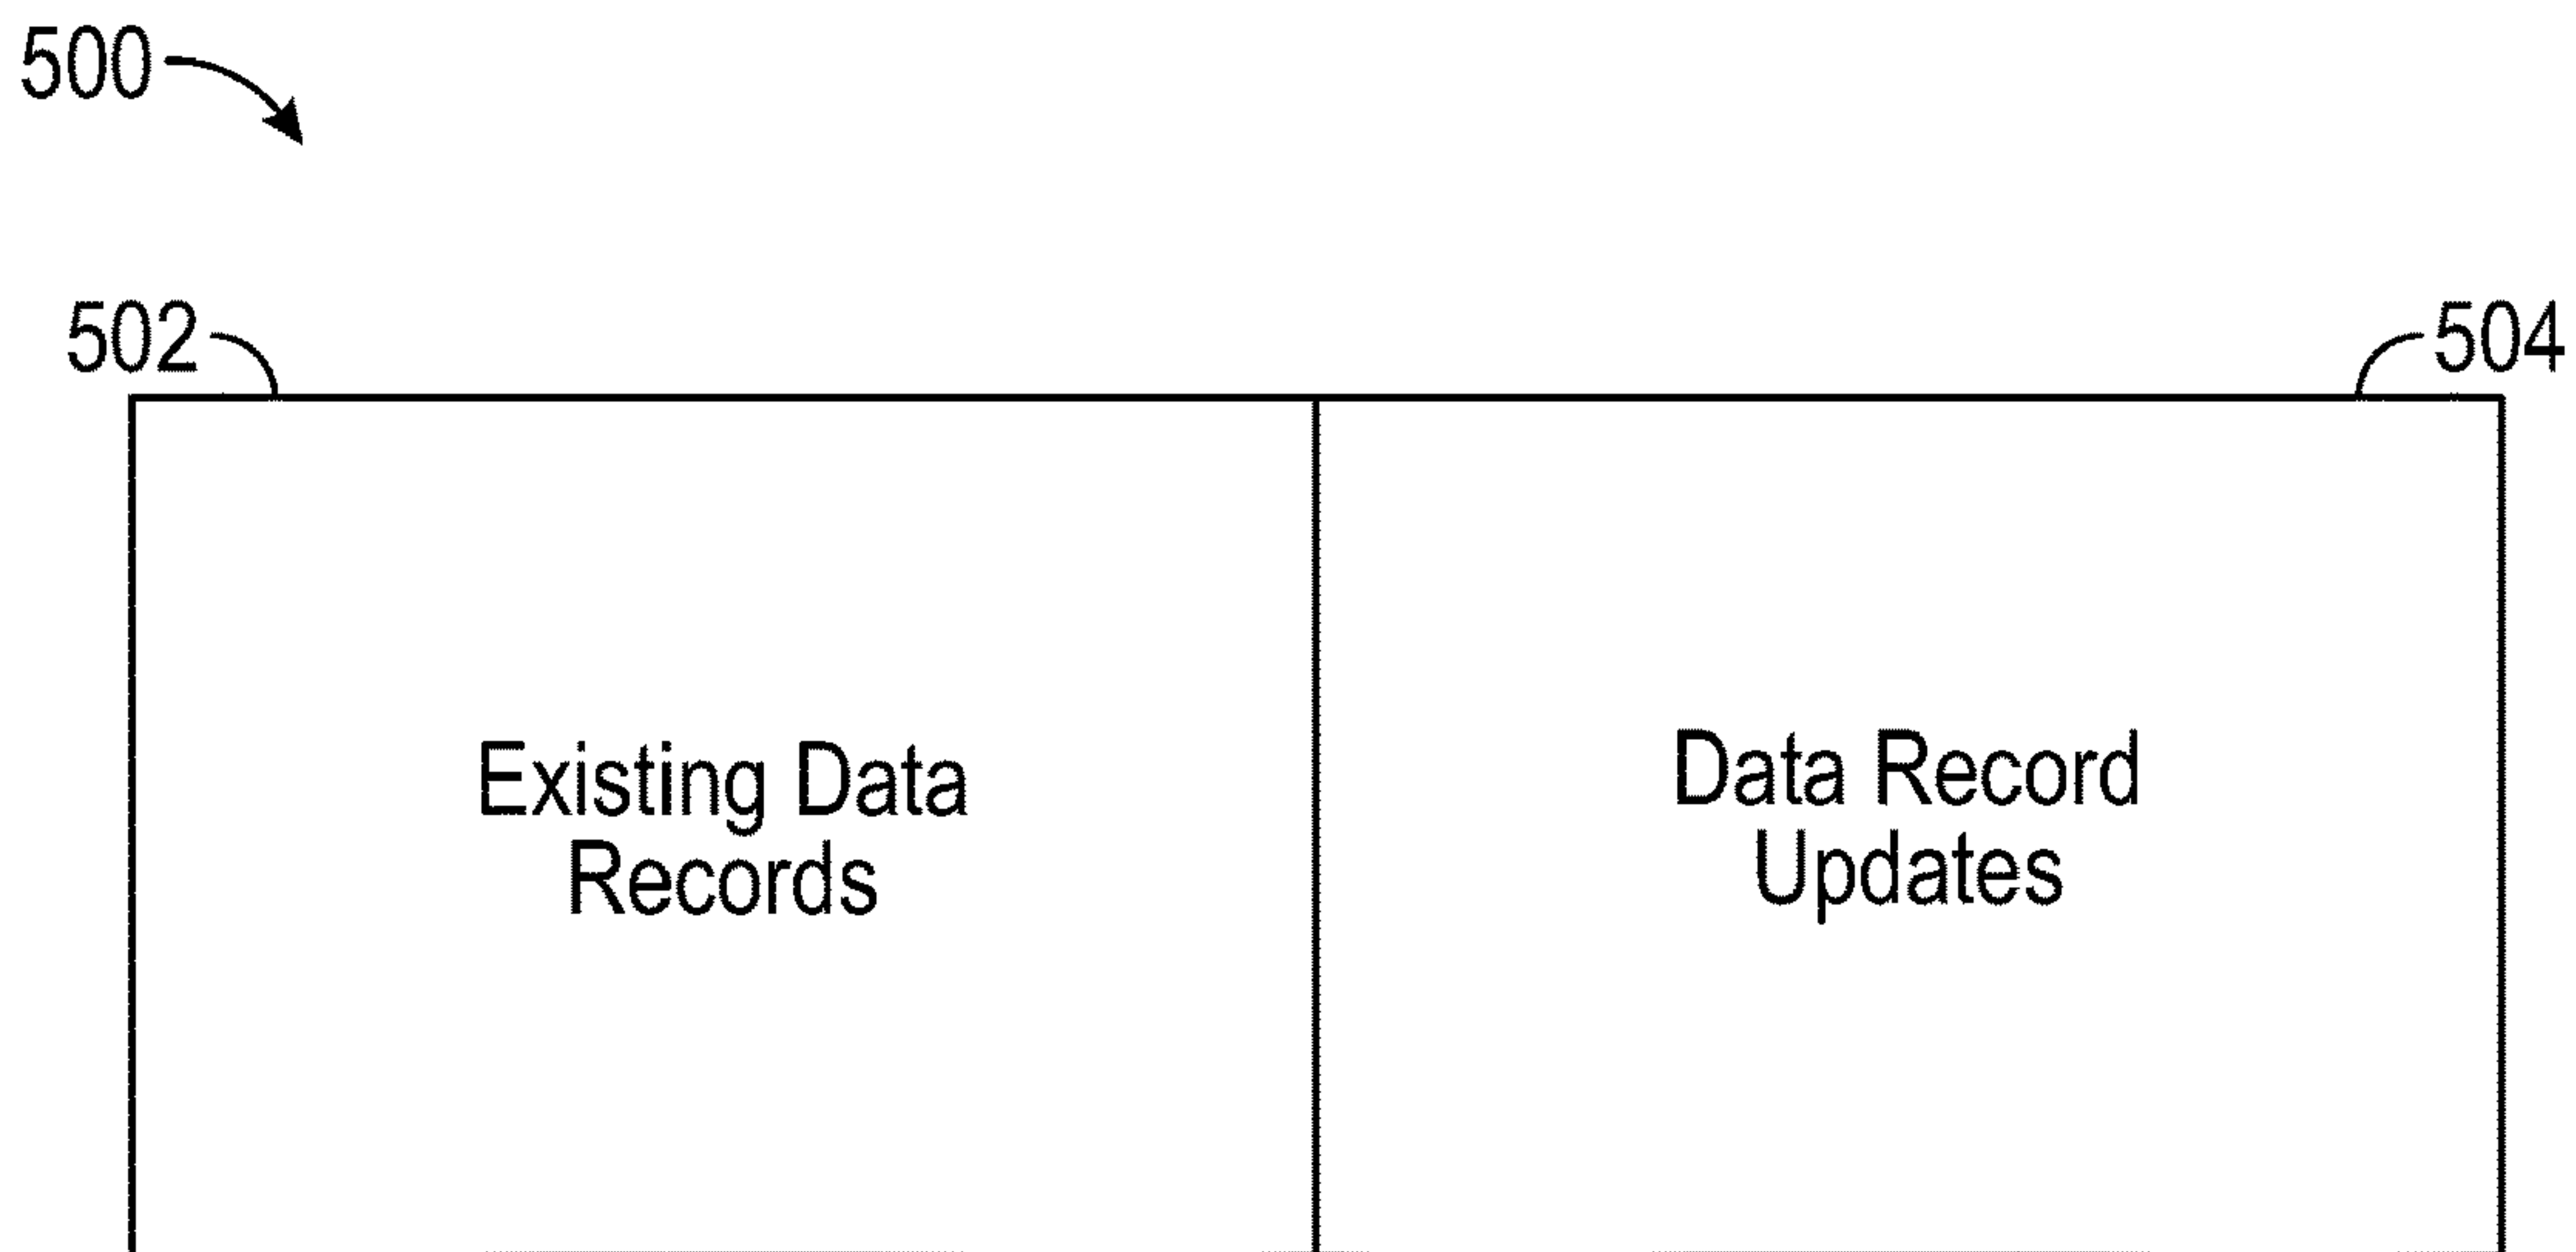 500
502
504
Existing Data
Records
Data Record
Updates